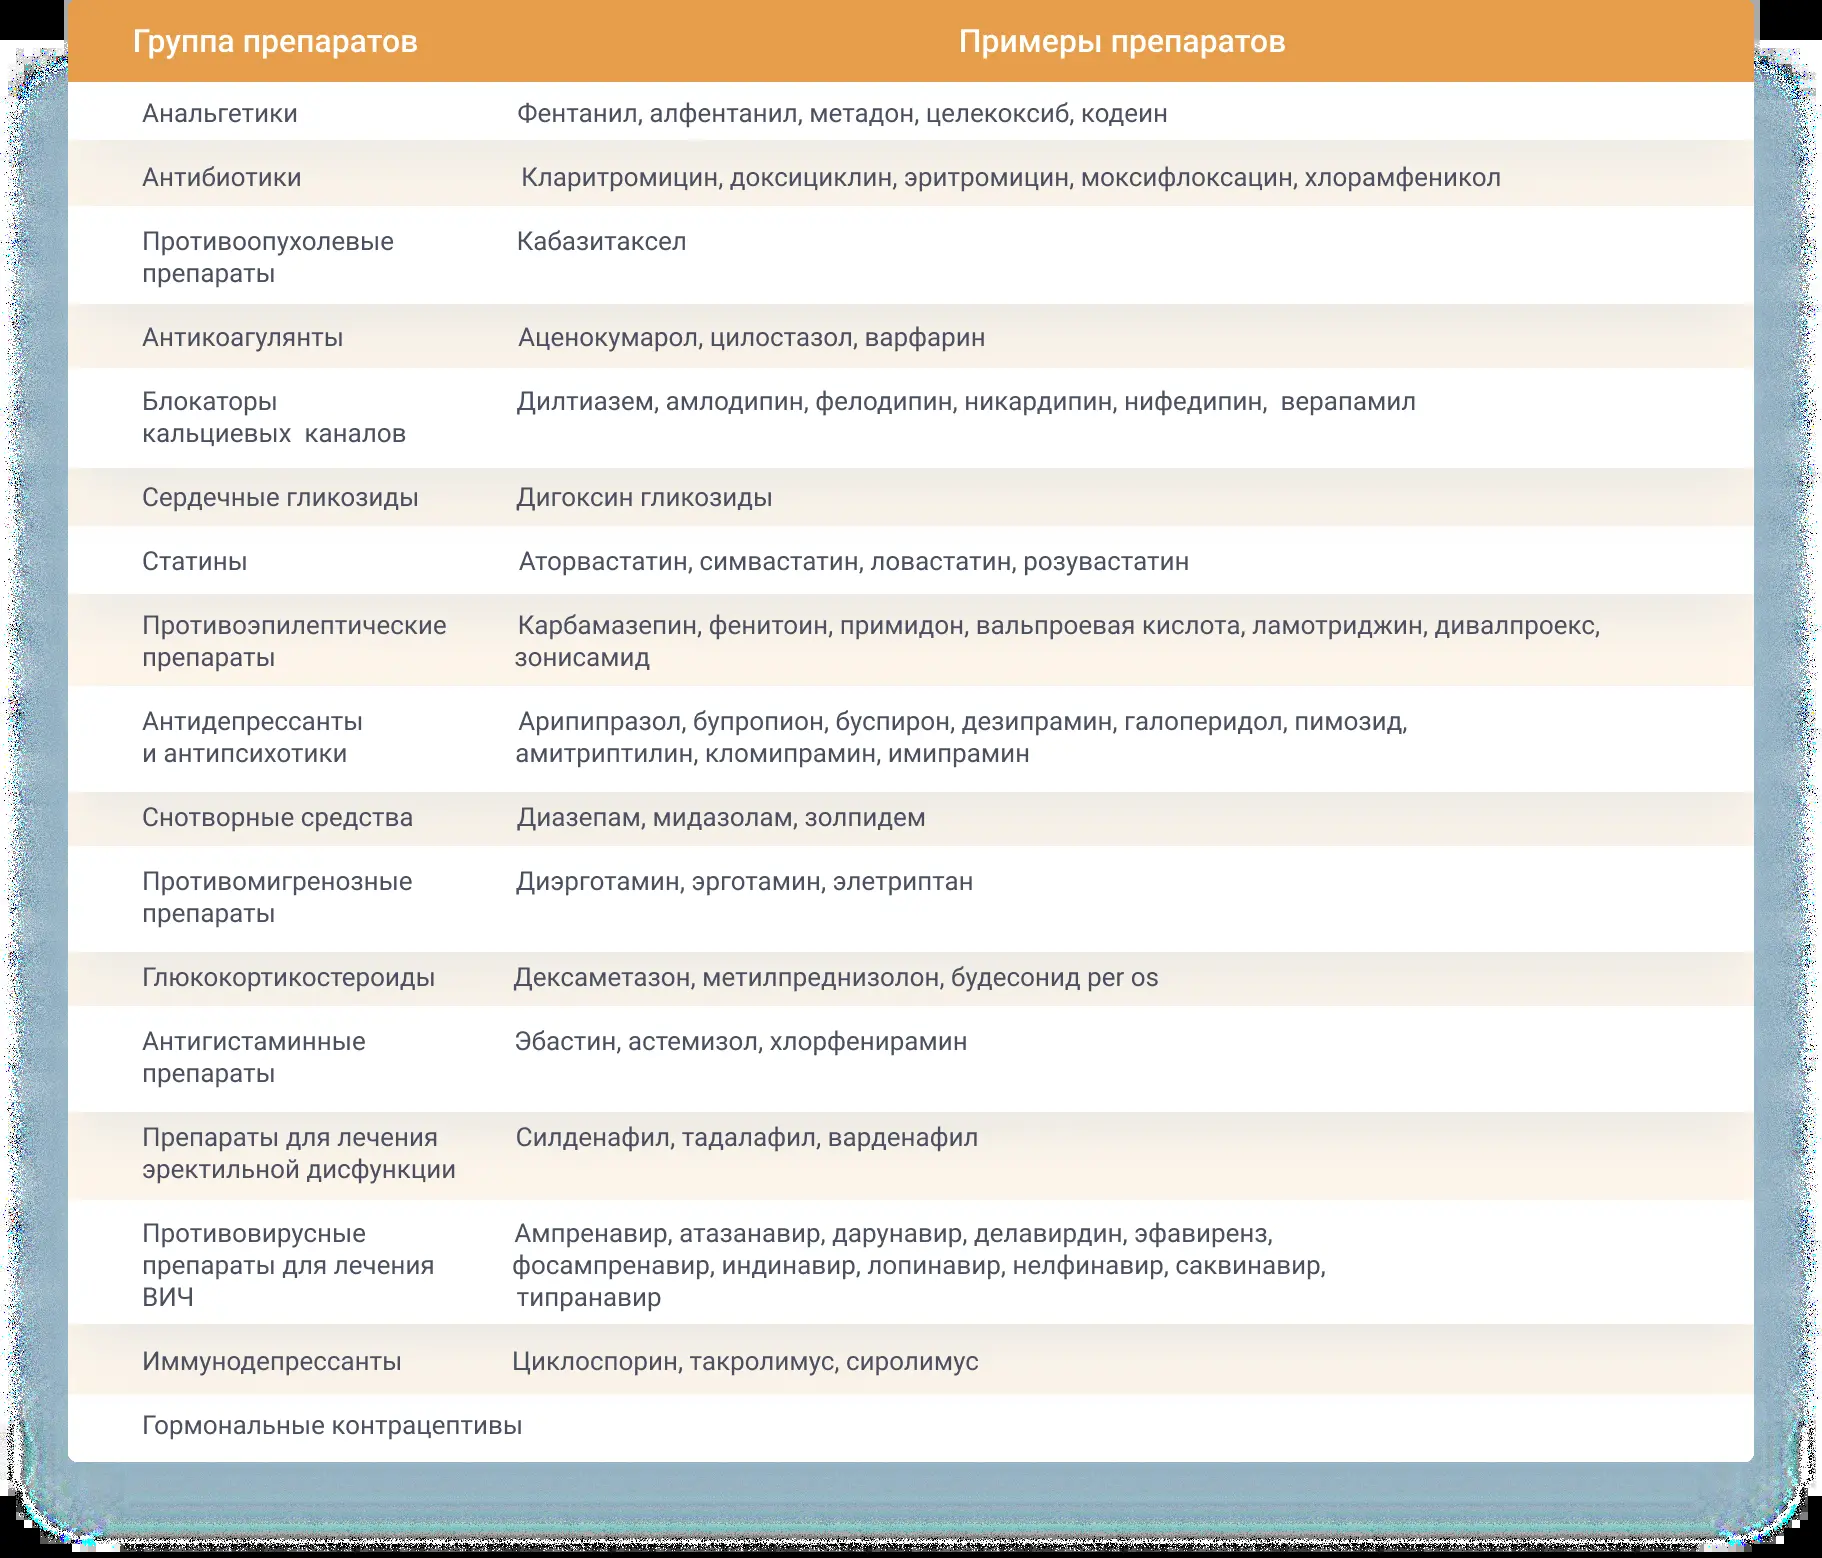 Группа препаратов Примеры препаратов
Анальгетики Фентанил, алфентанил, метадон, целекоксиб, кодеин
Антибиотики Кларитромицин, доксициклин, эритромицин, моксифлоксацин, хлорамфеникол
Противоопухолевые Кабазитаксел
препараты
Антикоагулянты Аценокумарол, цилостазол, варфарин
Блокаторы Дилтиазем, амлодипин, фелодипин, никардипин, нифедипин, верапамил
кальциевых каналов
Сердечные гликозиды Дигоксин гликозиды
Статины Аторвастатин, симвастатин, ловастатин, розувастатин
Противоэпилептические Карбамазепин, фенитоин, примидон, вальпроевая кислота, ламотриджин, дивалпроекс,
препараты зонисамид
Антидепрессанты Арипипразол, бупропион, буспирон, дезипрамин, галоперидол, пимозид,
и антипсихотики амитриптилин, кломипрамин, имипрамин
Снотворные средства Диазепам, мидазолам, золпидем
Противомигренозные Диэрготамин, эрготамин, элетриптан
препараты
Глюкокортикостероиды Дексаметазон, метилпреднизолон, будесонид per os
Антигистаминные Эбастин, астемизол, хлорфенирамин
препараты
Препараты для лечения Силденафил, тадалафил, варденафил
эректильной дисфункции
Противовирусные Ампренавир, атазанавир, дарунавир, делавирдин, эфавиренз,
препараты для лечения фосампренавир, индинавир, лопинавир, нелфинавир, саквинавир,
ВИЧ типранавир
Иммунодепрессанты Циклоспорин, такролимус, сиролимус
Гормональные контрацептивы